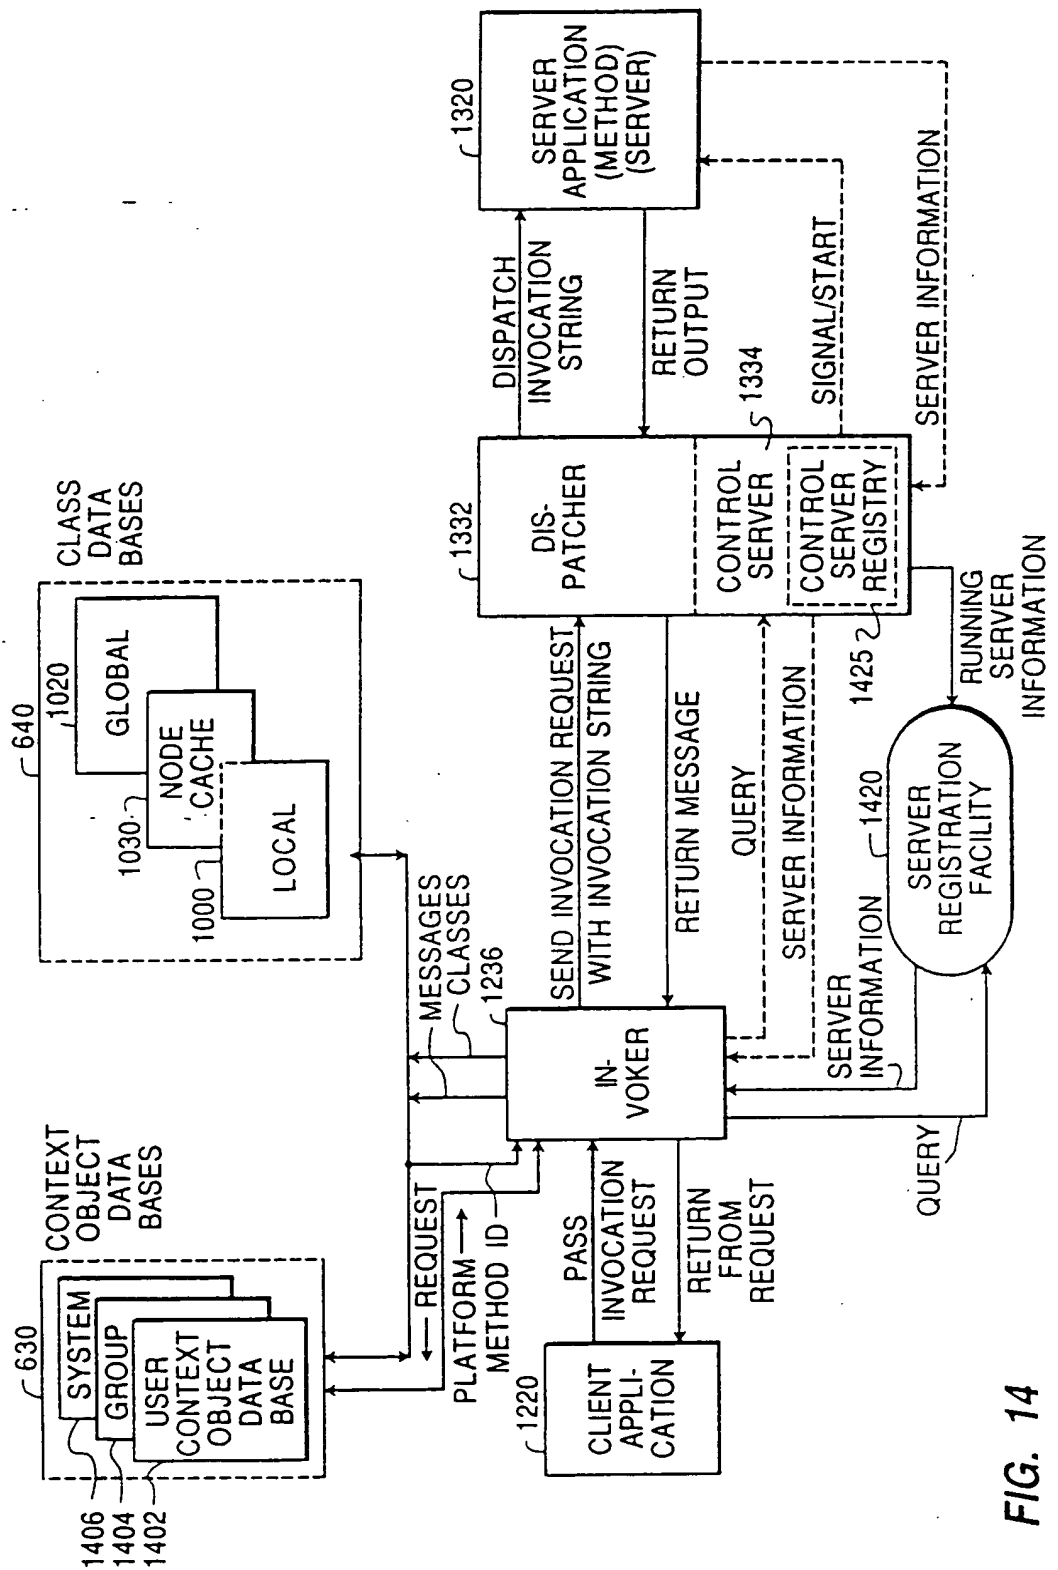 630
CONTEXT
OBJECT
DATA
BASES
SYSTEM
GROUP
USER
CONTEXT
OBJECT
DATA
BASE
1406
1404
1402
640
CLASS
DATA
BASES
1020
GLOBAL
1030
NODE
CACHE
1000
LOCAL
REQUEST
PLATFORM
METHOD ID
MESSAGES
CLASSES
1220
CLIENT
APPLI-
CATION
PASS
INVOCATION
REQUEST
RETURN
FROM
REQUEST
1236
IN-
VOKER
SEND INVOCATION REQUEST
WITH INVOCATION STRING
RETURN MESSAGE
QUERY
SERVER INFORMATION
1332
DIS-
PATCHER
CONTROL
SERVER
1334
CONTROL
SERVER
REGISTRY
1425
DISPATCH
INVOCATION
STRING
RETURN
OUTPUT
SIGNAL/START
SERVER INFORMATION
1320
SERVER
APPLICATION
(METHOD)
(SERVER)
SERVER
INFORMATION
QUERY
1420
SERVER
REGISTRATION
FACILITY
RUNNING
SERVER
INFORMATION
FIG. 14